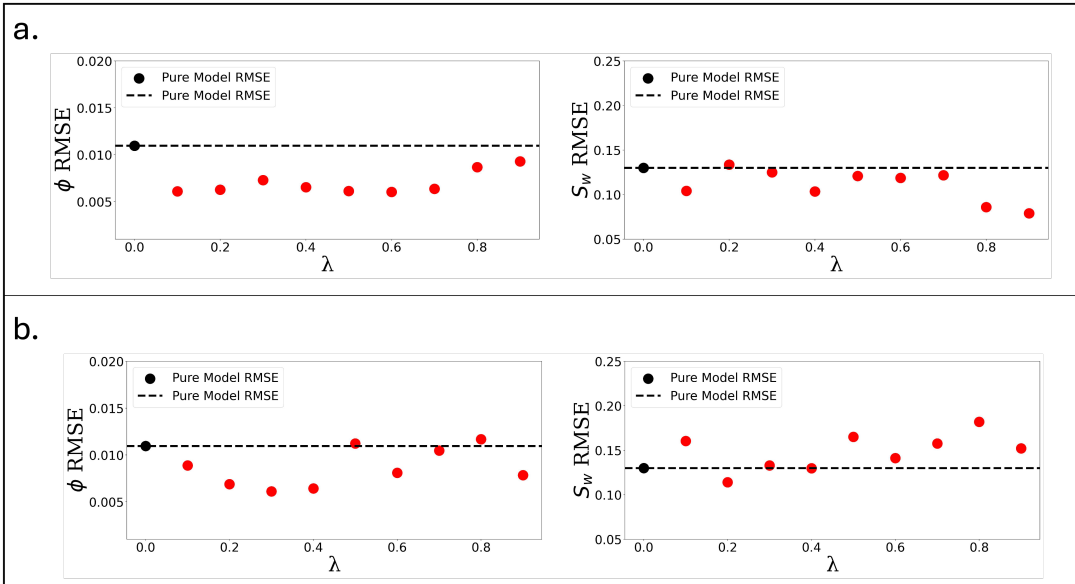 a.
0.020
0.015
0.010
0.005
ϕ RMSE
Pure Model RMSE
Pure Model RMSE
0.0 0.2 0.4 0.6 0.8
λ
0.25
0.20
0.15
0.10
0.05
S_w RMSE
Pure Model RMSE
Pure Model RMSE
0.0 0.2 0.4 0.6 0.8
λ
b.
0.020
0.015
0.010
0.005
ϕ RMSE
Pure Model RMSE
Pure Model RMSE
0.0 0.2 0.4 0.6 0.8
λ
0.25
0.20
0.15
0.10
0.05
S_w RMSE
Pure Model RMSE
Pure Model RMSE
0.0 0.2 0.4 0.6 0.8
λ